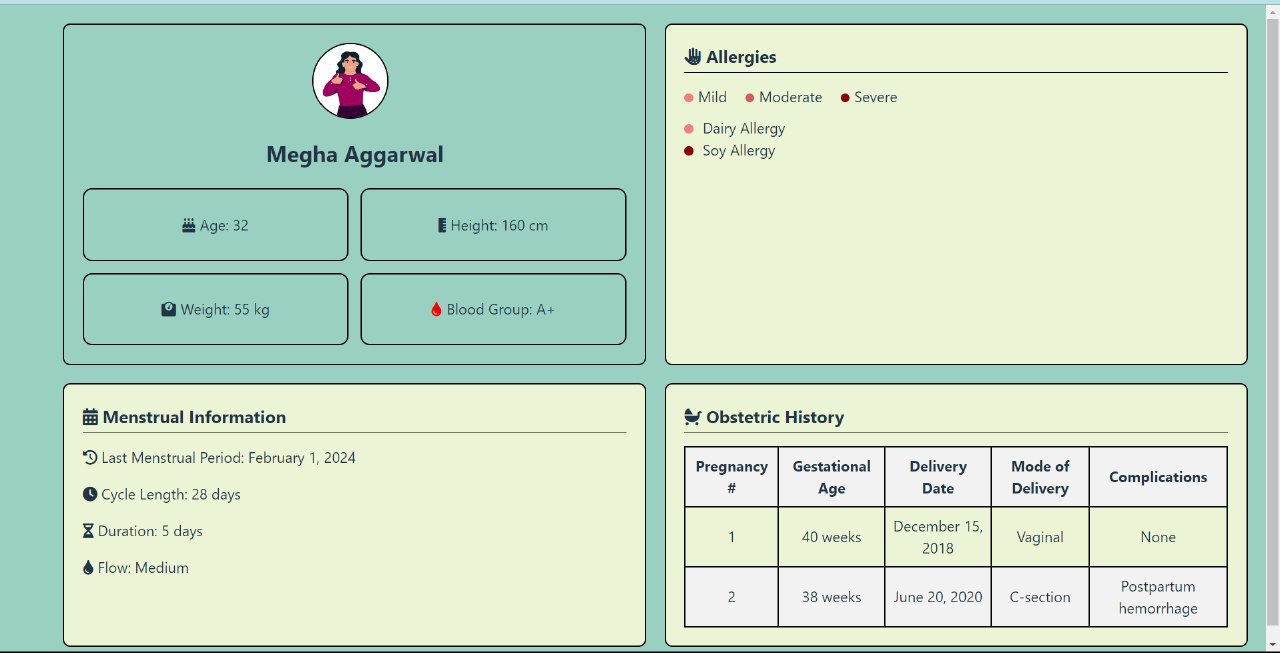 Megha Aggarwal
Age: 32
Height: 160 cm
Weight: 55 kg
Blood Group: A+
Allergies
Mild Moderate Severe
Dairy Allergy
Soy Allergy
Menstrual Information
Last Menstrual Period: February 1, 2024
Cycle Length: 28 days
Duration: 5 days
Flow: Medium
Obstetric History
Pregnancy # Gestational Age Delivery Date Mode of Delivery Complications
1 40 weeks December 15, 2018 Vaginal None
2 38 weeks June 20, 2020 C-section Postpartum hemorrhage